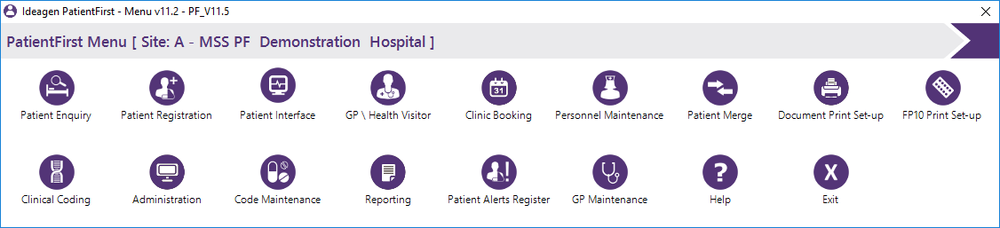 Ideagen PatientFirst - Menu v11.2 - PF_V11.5
PatientFirst Menu [ Site: A - MSS PF Demonstration Hospital ]
31
Patient Enquiry
Patient Registration
Patient Interface
GP \ Health Visitor
Clinic Booking
Personnel Maintenance
Patient Merge
Document Print Set-up
FP10 Print Set-up
! ? X
Clinical Coding
Administration
Code Maintenance
Reporting
Patient Alerts Register
GP Maintenance
Help
Exit